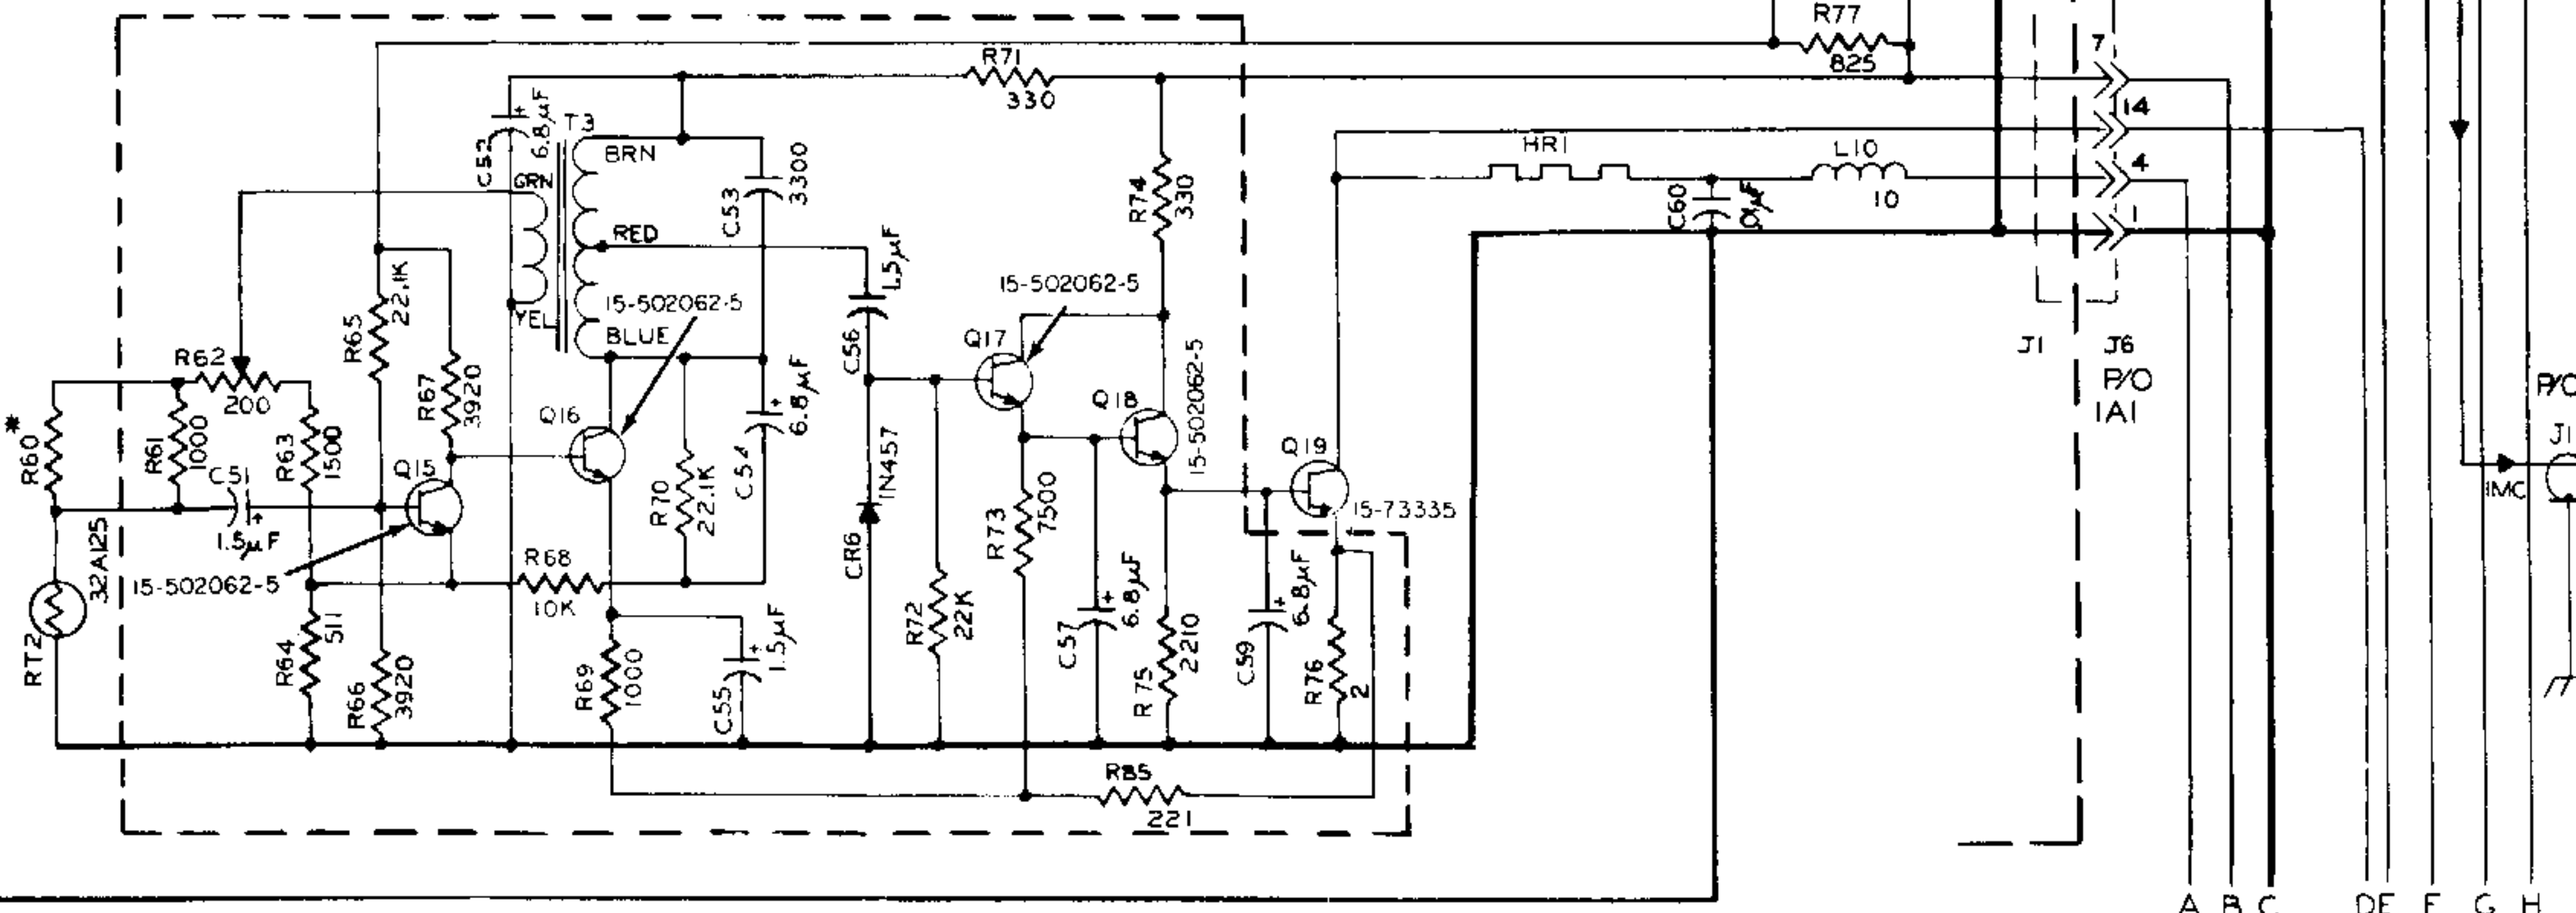 R77
825
R71
330
7
14
4
1
C52
6.8µF
T3
BRN
GRN
RED
YEL
BLUE
C53
3300
R74
330
HR1
L10
10
C60
.01µF
15-502062-5
C56
1.5µF
15-502062-5
Q17
Q18
15-502062-5
J1
J6
P/O
1A1
P/O
J1
1MC
R62
200
R65
22.1K
R67
3920
R60
*
R61
1000
R63
1500
C51
1.5µF
Q15
Q16
R70
22.1K
C54
6.8µF
CR6
1N457
R73
7500
Q19
15-73335
32A125
RT2
15-502062-5
R68
10K
R64
511
R66
3920
R69
1000
C55
1.5µF
R72
22K
C57
6.8µF
R75
2210
C59
6.8µF
R76
2
R85
221
A B C D E F G H